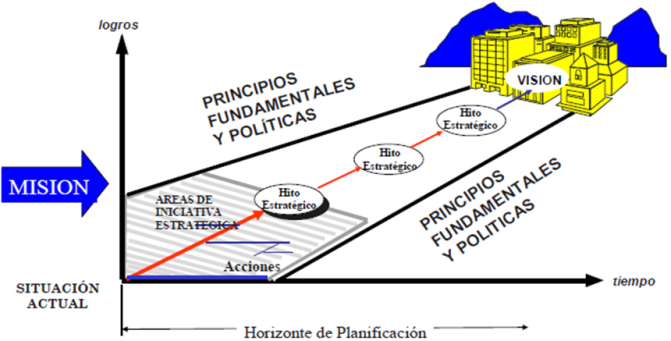 logros
PRINCIPIOS
FUNDAMENTALES
Y POLÍTICAS
VISION
Hito
Estratégico
Hito
Estratégico
Hito
Estratégico
MISION
AREAS DE
INICIATIVA
ESTRATEGICA
PRINCIPIOS
FUNDAMENTALES
Y POLITICAS
Acciones
SITUACIÓN
ACTUAL
tiempo
Horizonte de Planificación